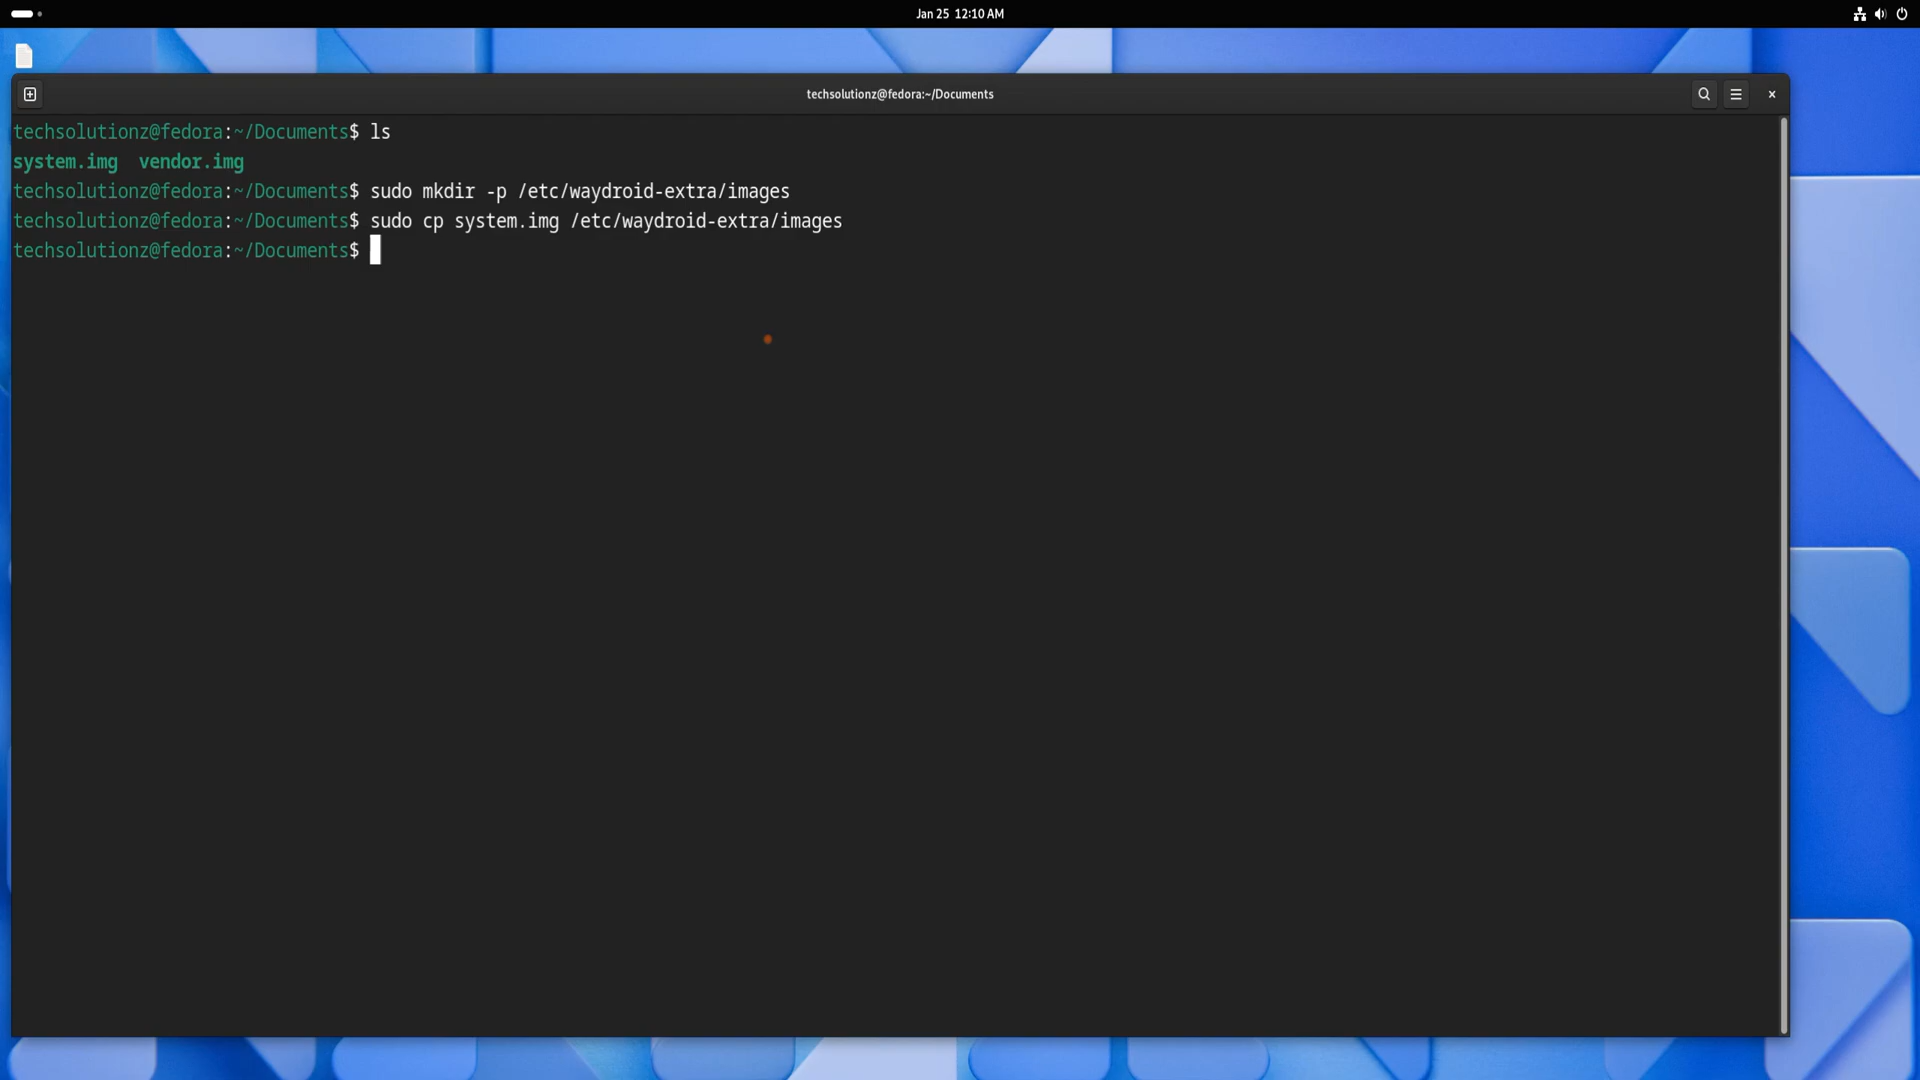 Jan 25 12:10 AM
techsolutionz@fedora:~/Documents
techsolutionz@fedora:~/Documents$ ls
system.img  vendor.img
techsolutionz@fedora:~/Documents$ sudo mkdir -p /etc/waydroid-extra/images
techsolutionz@fedora:~/Documents$ sudo cp system.img /etc/waydroid-extra/images
techsolutionz@fedora:~/Documents$